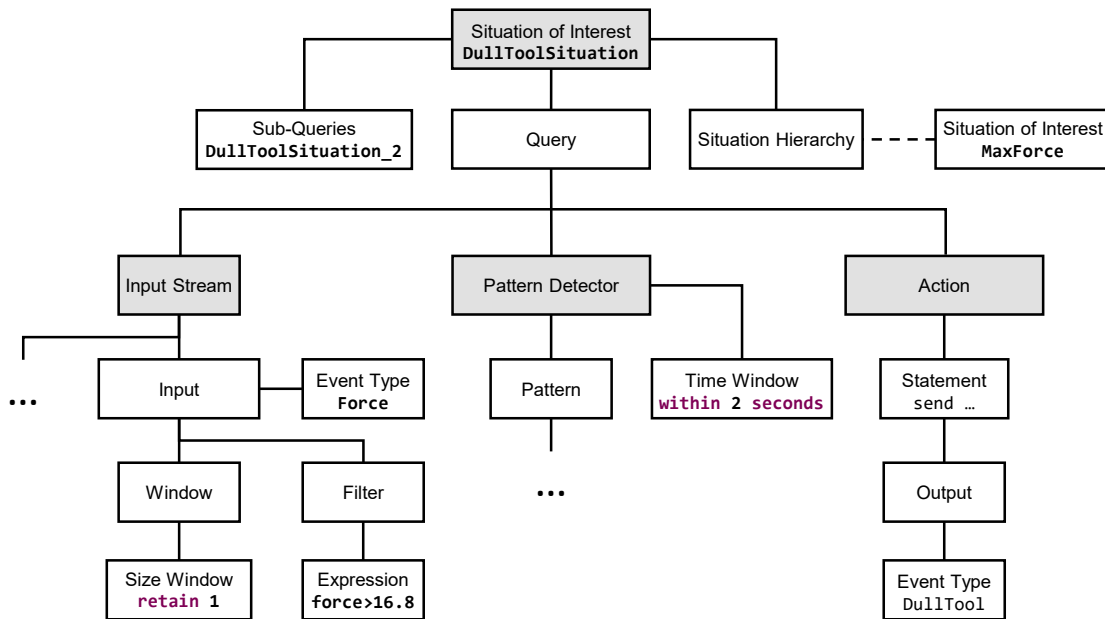 Situation of Interest
DullToolSituation
Sub-Queries
DullToolSituation_2
Query
Situation Hierarchy
Situation of Interest
MaxForce
Input Stream
Pattern Detector
Action
...
Input
Event Type
Force
Pattern
Time Window
within 2 seconds
Statement
send …
Window
Filter
...
Output
Size Window
retain 1
Expression
force>16.8
Event Type
DullTool